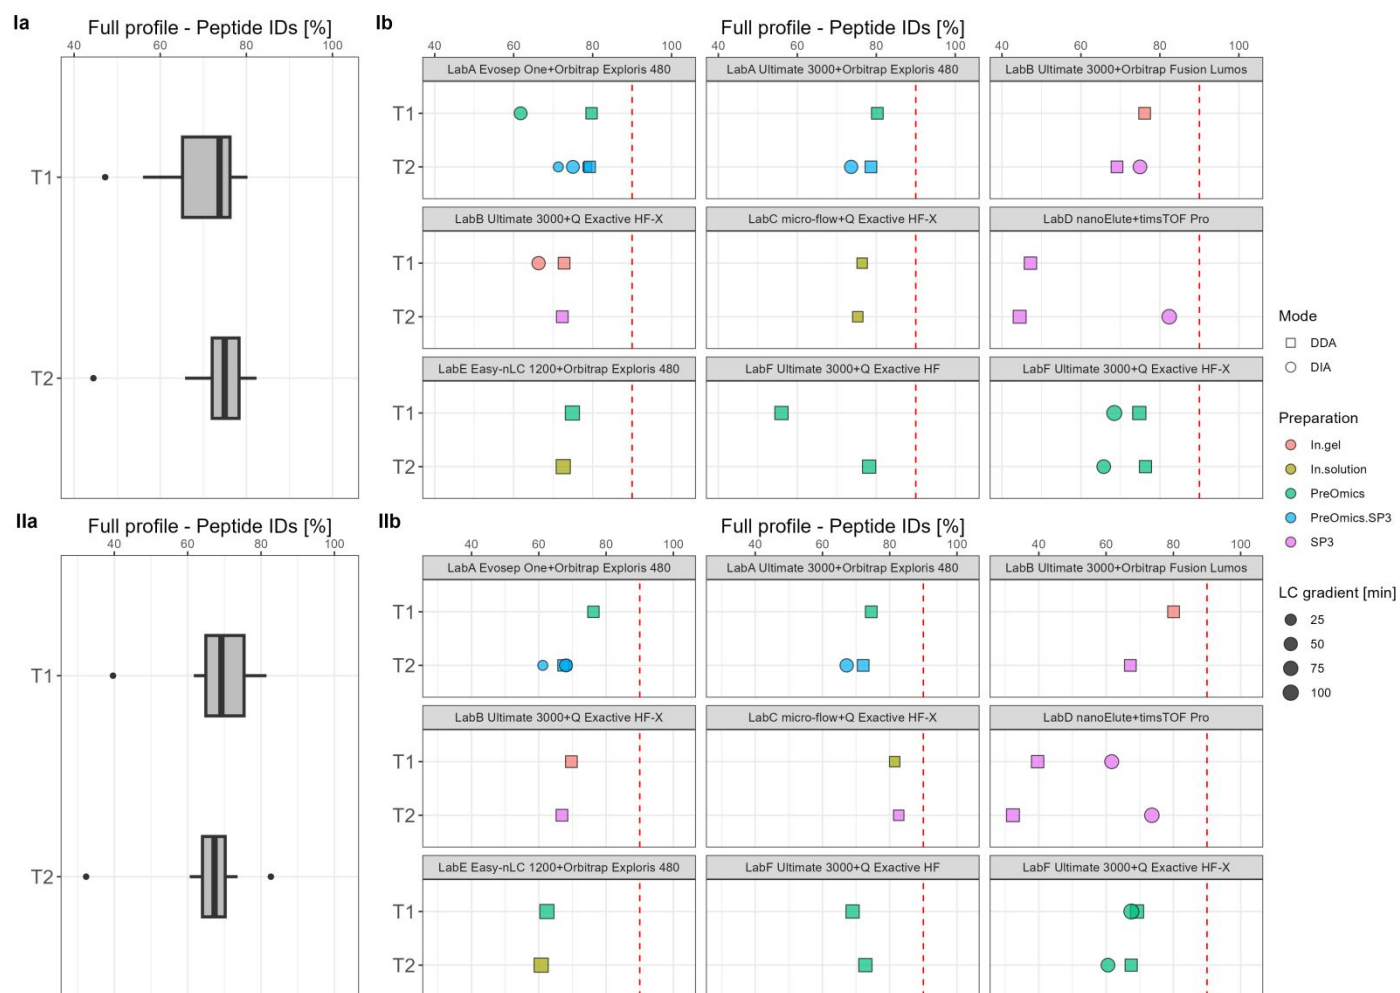 Ia
Full profile - Peptide IDs [%]
40 60 80 100
T1
T2
Ib
Full profile - Peptide IDs [%]
40 60 80 100 40 60 80 100 40 60 80 100
LabA Evosep One+Orbitrap Exploris 480
LabA Ultimate 3000+Orbitrap Exploris 480
LabB Ultimate 3000+Orbitrap Fusion Lumos
T1
T2
LabB Ultimate 3000+Q Exactive HF-X
LabC micro-flow+Q Exactive HF-X
LabD nanoElute+timsTOF Pro
T1
T2
LabE Easy-nLC 1200+Orbitrap Exploris 480
LabF Ultimate 3000+Q Exactive HF
LabF Ultimate 3000+Q Exactive HF-X
T1
T2
IIa
Full profile - Peptide IDs [%]
40 60 80 100
T1
T2
IIb
Full profile - Peptide IDs [%]
40 60 80 100 40 60 80 100 40 60 80 100
LabA Evosep One+Orbitrap Exploris 480
LabA Ultimate 3000+Orbitrap Exploris 480
LabB Ultimate 3000+Orbitrap Fusion Lumos
T1
T2
LabB Ultimate 3000+Q Exactive HF-X
LabC micro-flow+Q Exactive HF-X
LabD nanoElute+timsTOF Pro
T1
T2
LabE Easy-nLC 1200+Orbitrap Exploris 480
LabF Ultimate 3000+Q Exactive HF
LabF Ultimate 3000+Q Exactive HF-X
T1
T2
Mode
DDA
DIA
Preparation
In.gel
In.solution
PreOmics
PreOmics.SP3
SP3
LC gradient [min]
25
50
75
100